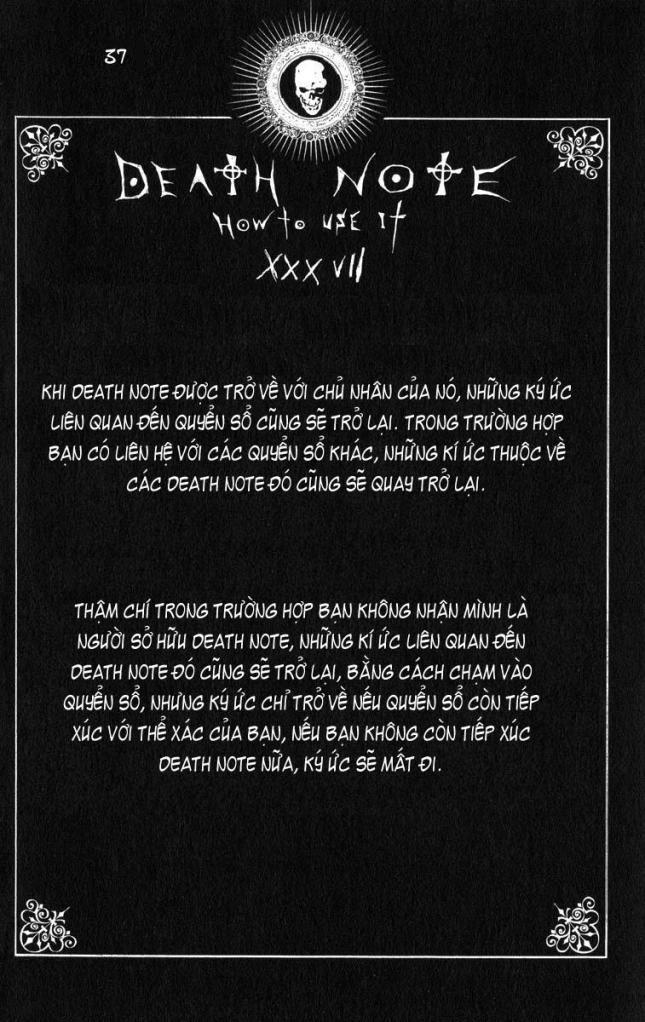 37
DEATH NOTE
HOW to USE IT
XXXVII
KHI DEATH NOTE ĐƯỢC TRỞ VỀ VỚI CHỦ NHÂN CỦA NÓ, NHỮNG KÝ ỨC
LIÊN QUAN ĐẾN QUYỂN SỔ CŨNG SẼ TRỞ LẠI. TRONG TRƯỜNG HỢP
BẠN CÓ LIÊN HỆ VỚI CÁC QUYỂN SỔ KHÁC, NHỮNG KÍ ỨC THUỘC VỀ
CÁC DEATH NOTE ĐÓ CŨNG SẼ QUAY TRỞ LẠI.
THẬM CHÍ TRONG TRƯỜNG HỢP BẠN KHÔNG NHẬN MÌNH LÀ
NGƯỜI SỞ HỮU DEATH NOTE, NHỮNG KÍ ỨC LIÊN QUAN ĐẾN
DEATH NOTE ĐÓ CŨNG SẼ TRỞ LẠI, BẰNG CÁCH CHẠM VÀO
QUYỂN SỔ, NHƯNG KÝ ỨC CHỈ TRỞ VỀ NẾU QUYỂN SỔ CÒN TIẾP
XÚC VỚI THỂ XÁC CỦA BẠN, NẾU BẠN KHÔNG CÒN TIẾP XÚC
DEATH NOTE NỮA, KÝ ỨC SẼ MẤT ĐI.